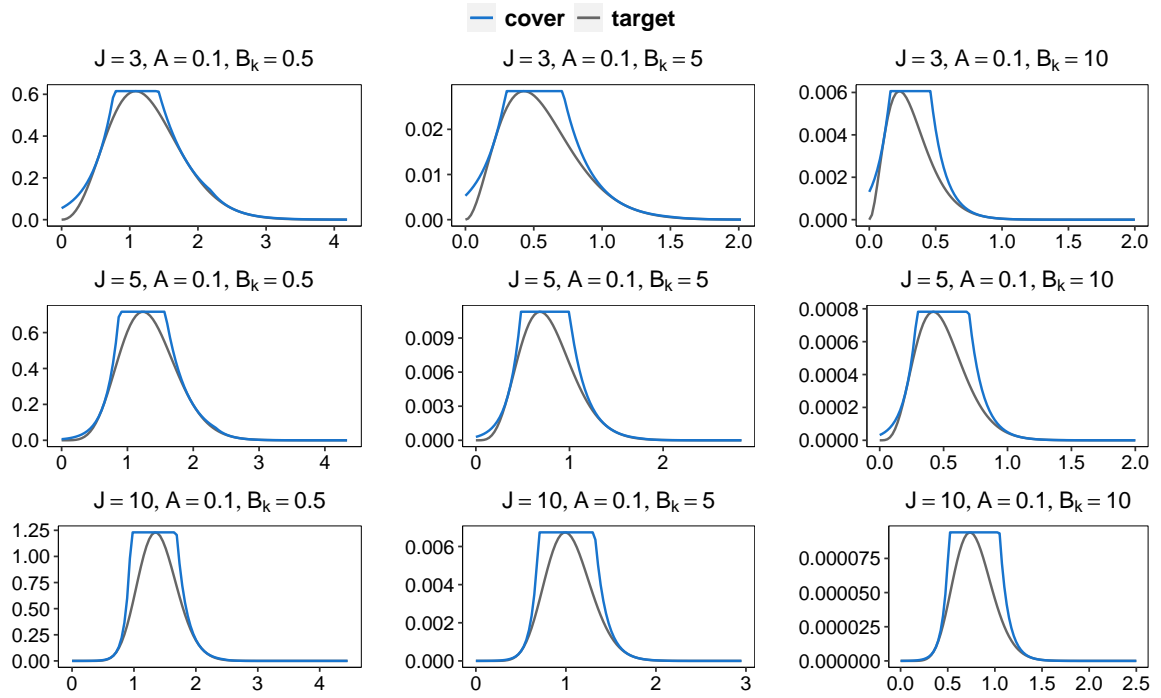 cover target
J = 3, A = 0.1, B_k = 0.5
J = 3, A = 0.1, B_k = 5
J = 3, A = 0.1, B_k = 10
0.6
0.4
0.2
0.0
0 1 2 3 4
0.02
0.01
0.00
0.0 0.5 1.0 1.5 2.0
0.006
0.004
0.002
0.000
0.0 0.5 1.0 1.5 2.0
J = 5, A = 0.1, B_k = 0.5
J = 5, A = 0.1, B_k = 5
J = 5, A = 0.1, B_k = 10
0.6
0.4
0.2
0.0
0 1 2 3 4
0.009
0.006
0.003
0.000
0 1 2
0.0008
0.0006
0.0004
0.0002
0.0000
0.0 0.5 1.0 1.5 2.0
J = 10, A = 0.1, B_k = 0.5
J = 10, A = 0.1, B_k = 5
J = 10, A = 0.1, B_k = 10
1.25
1.00
0.75
0.50
0.25
0.00
0 1 2 3 4
0.006
0.004
0.002
0.000
0 1 2 3
0.000075
0.000050
0.000025
0.000000
0.0 0.5 1.0 1.5 2.0 2.5